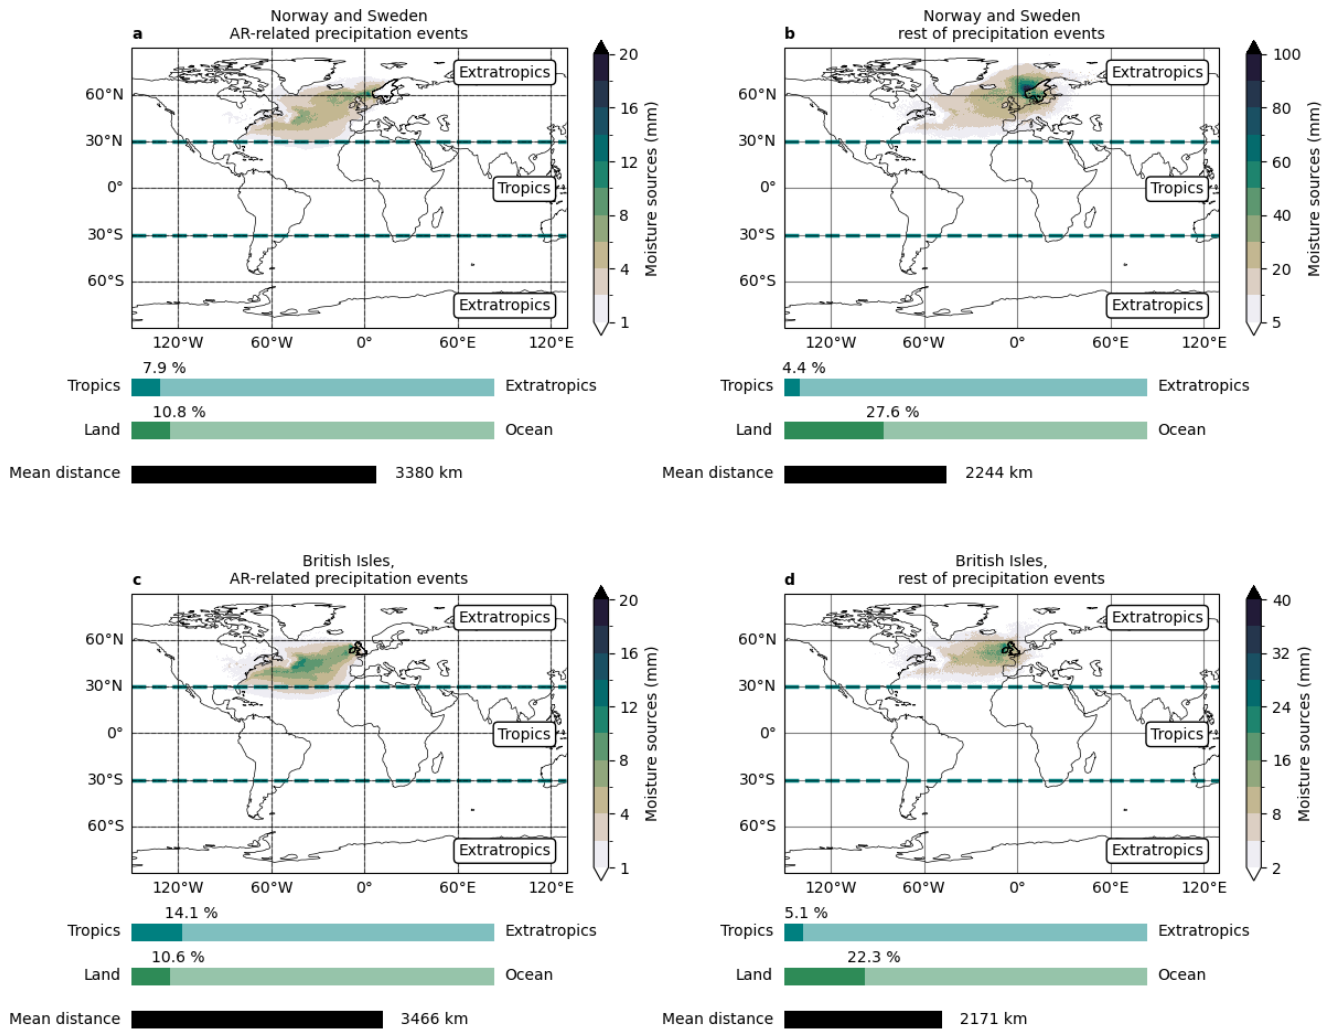 Norway and Sweden
a AR-related precipitation events
20
16
12
8
4
1
Moisture sources (mm)
60°N
30°N
0°
30°S
60°S
Extratropics
Tropics
Extratropics
120°W 60°W 0° 60°E 120°E
7.9 %
Tropics Extratropics
10.8 %
Land Ocean
Mean distance 3380 km
Norway and Sweden
b rest of precipitation events
100
80
60
40
20
5
Moisture sources (mm)
60°N
30°N
0°
30°S
60°S
Extratropics
Tropics
Extratropics
120°W 60°W 0° 60°E 120°E
4.4 %
Tropics Extratropics
27.6 %
Land Ocean
Mean distance 2244 km
British Isles,
c AR-related precipitation events
20
16
12
8
4
1
Moisture sources (mm)
60°N
30°N
0°
30°S
60°S
Extratropics
Tropics
Extratropics
120°W 60°W 0° 60°E 120°E
14.1 %
Tropics Extratropics
10.6 %
Land Ocean
Mean distance 3466 km
British Isles,
d rest of precipitation events
40
32
24
16
8
2
Moisture sources (mm)
60°N
30°N
0°
30°S
60°S
Extratropics
Tropics
Extratropics
120°W 60°W 0° 60°E 120°E
5.1 %
Tropics Extratropics
22.3 %
Land Ocean
Mean distance 2171 km